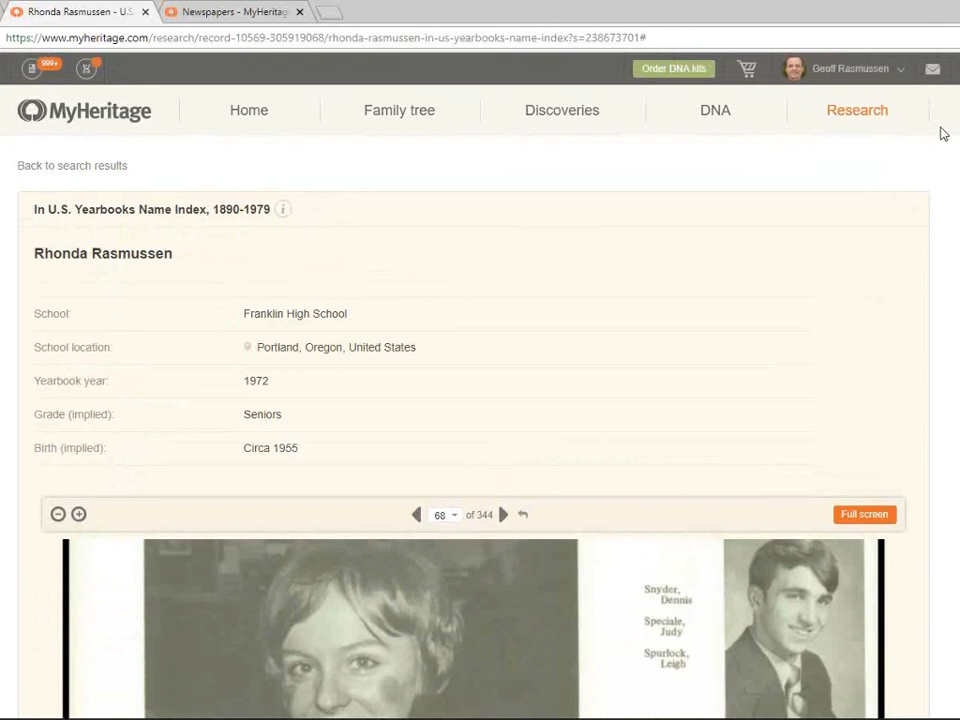 Rhonda Rasmussen - U.S.
Newspapers - MyHeritag
https://www.myheritage.com/research/record-10569-305919068/rhonda-rasmussen-in-us-yearbooks-name-index?s=238673701#
999+
Order DNA kits
Geoff Rasmussen
MyHeritage
Home
Family tree
Discoveries
DNA
Research
Back to search results
In U.S. Yearbooks Name Index, 1890-1979
Rhonda Rasmussen
School: Franklin High School
School location: Portland, Oregon, United States
Yearbook year: 1972
Grade (implied): Seniors
Birth (implied): Circa 1955
68 of 344
Full screen
Snyder,
Dennis
Speciale,
Judy
Spurlock,
Leigh